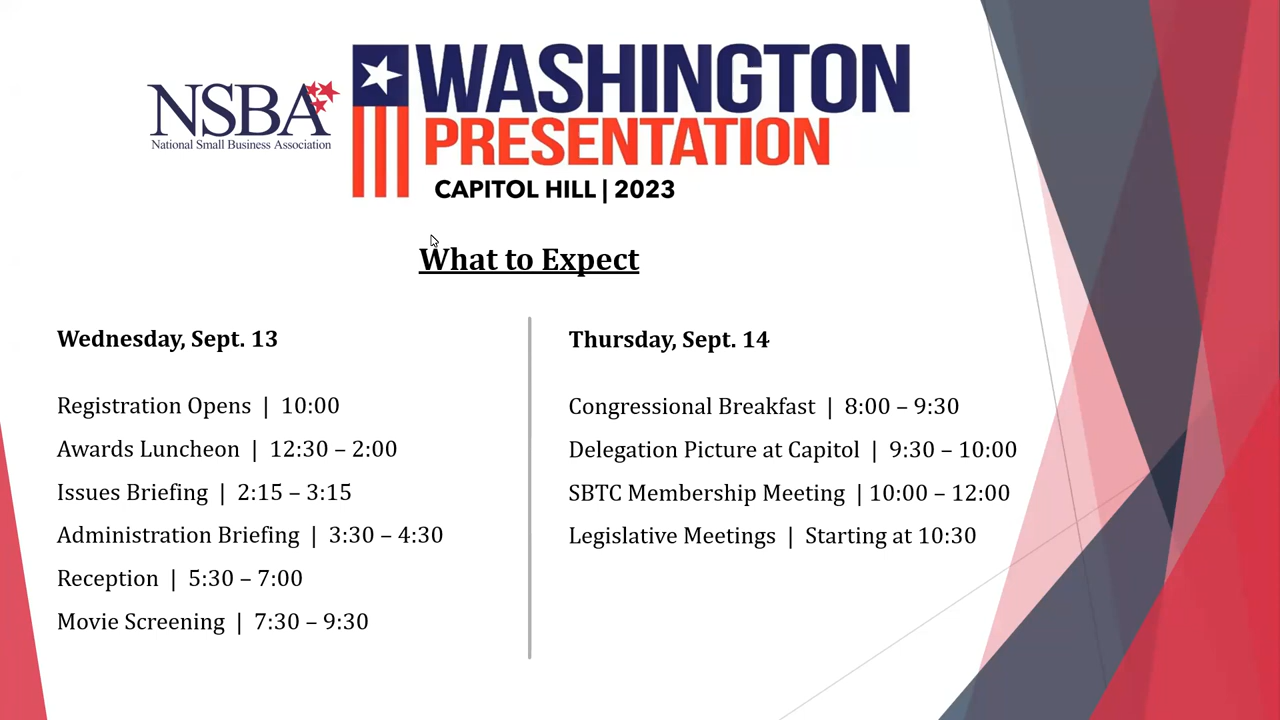 NSBA
National Small Business Association
WASHINGTON
PRESENTATION
CAPITOL HILL | 2023
What to Expect
Wednesday, Sept. 13
Registration Opens | 10:00
Awards Luncheon | 12:30 – 2:00
Issues Briefing | 2:15 – 3:15
Administration Briefing | 3:30 – 4:30
Reception | 5:30 – 7:00
Movie Screening | 7:30 – 9:30
Thursday, Sept. 14
Congressional Breakfast | 8:00 – 9:30
Delegation Picture at Capitol | 9:30 – 10:00
SBTC Membership Meeting | 10:00 – 12:00
Legislative Meetings | Starting at 10:30